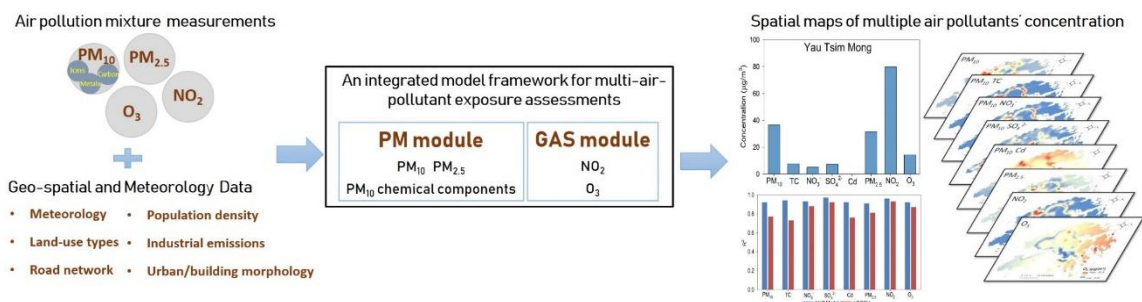 Air pollution mixture measurements
PM10
Ions
Carbon
Metals
PM2.5
O3
NO2
Geo-spatial and Meteorology Data
• Meteorology
• Population density
• Land-use types
• Industrial emissions
• Road network
• Urban/building morphology
An integrated model framework for multi-air-
pollutant exposure assessments
PM module
PM10 PM2.5
PM10 chemical components
GAS module
NO2
O3
Spatial maps of multiple air pollutants' concentration
Yau Tsim Mong
Concentration (µg/m³)
100
80
60
40
20
0
PM10 TC NO3 SO4²⁻ Cd PM2.5 NO2 O3
1.0
0.8
0.6
0.4
0.2
0.0
PM10 TC NO3 SO4²⁻ Cd PM2.5 NO2 O3
PM10
PM10 TC
PM10 NO3
PM10 SO4²⁻
PM10 Cd
PM2.5
NO2
O3